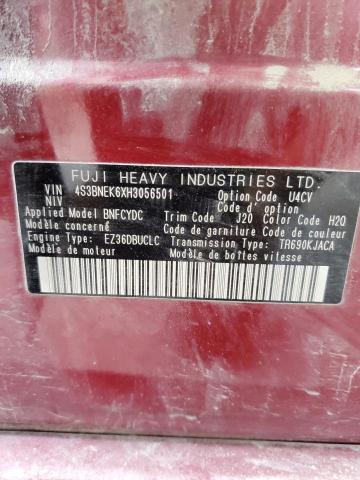 FUJI HEAVY INDUSTRIES LTD.
VIN 4S3BNEK6XH3056501 Option Code U4CV
NIV Code d' option
Applied Model BNFCYDC Trim Code J20 Color Code H2Q
Modèle concerné Code de garniture Code de couleur
Engine Type: EZ36DBUCLC Transmission Type: TR690KJACA
Modèle de moteur Modèle de boîtes vitesse